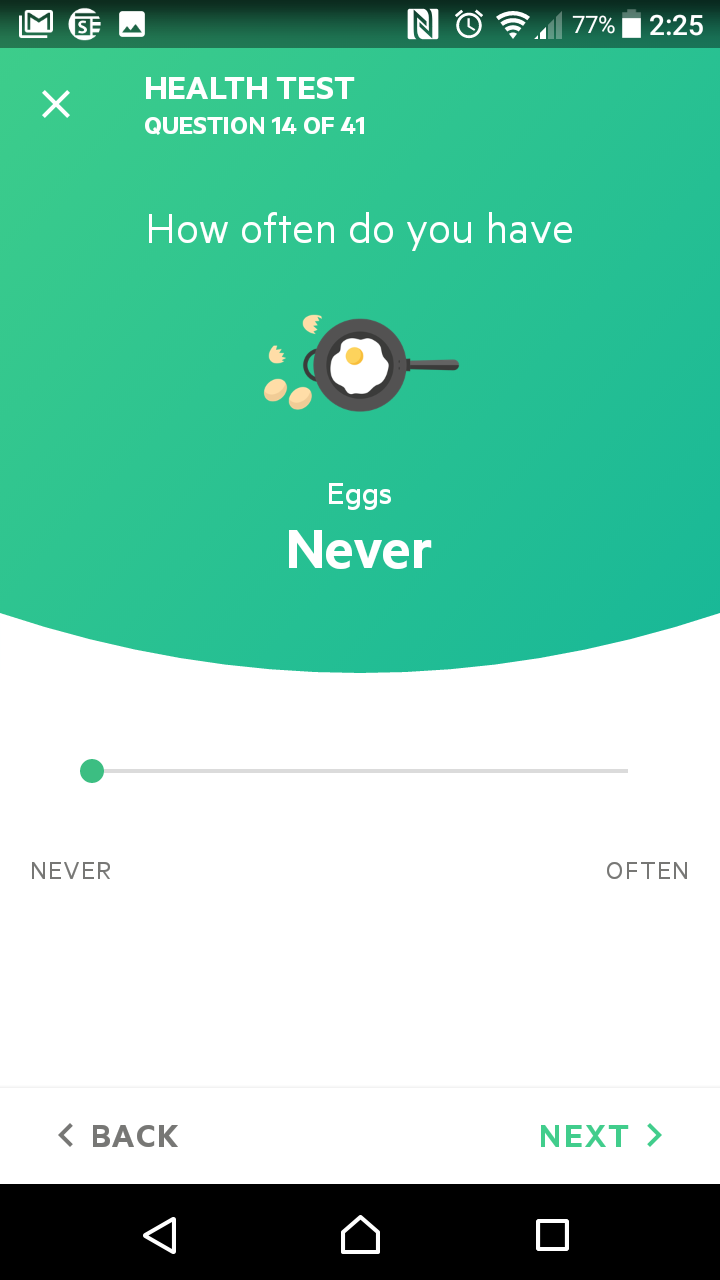 77% 2:25
HEALTH TEST
QUESTION 14 OF 41
How often do you have
Eggs
Never
NEVER OFTEN
BACK NEXT